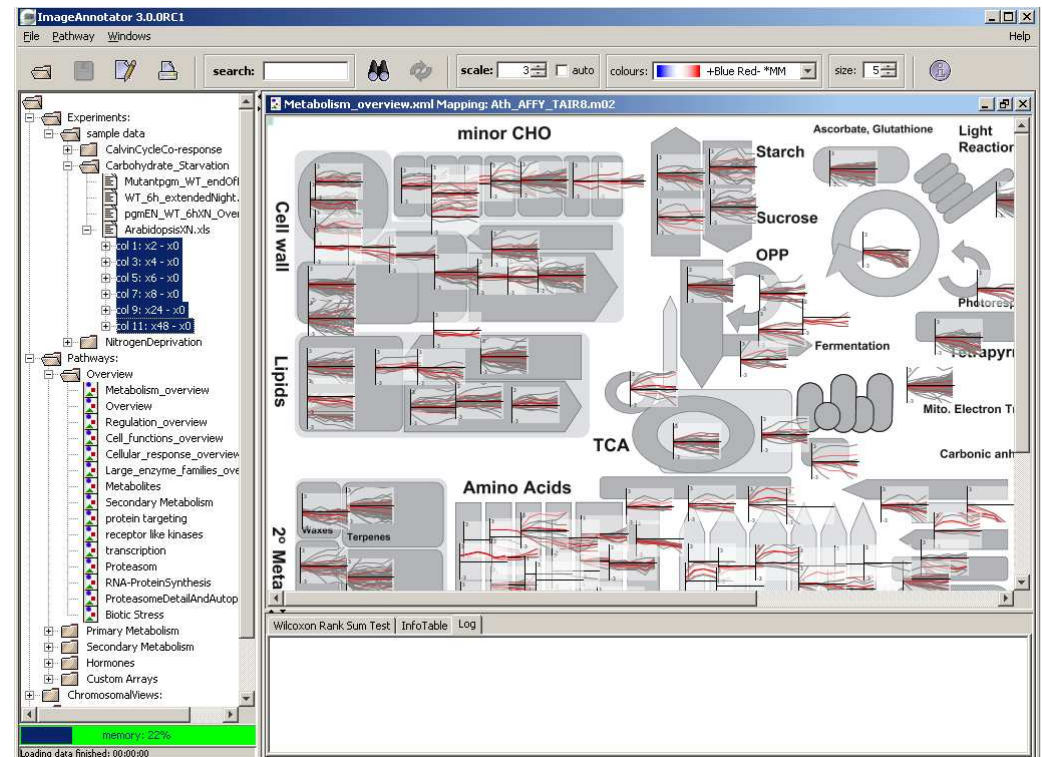 ImageAnnotator 3.0.0RC1
File Pathway Windows Help
search: scale: 3 auto colours: +Blue Red- *MM size: 5
Experiments:
sample data
CalvinCycleCo-response
Carbohydrate_Starvation
Mutantpgm_WT_endOf
WT_6h_extendedNight.
pgmEN_WT_6hXN_Over
ArabidopsisXN.xls
col 1: x2 - x0
col 3: x4 - x0
col 5: x6 - x0
col 7: x8 - x0
col 9: x24 - x0
col 11: x48 - x0
NitrogenDeprivation
Pathways:
Overview
Metabolism_overview
Overview
Regulation_overview
Cell_functions_overview
Cellular_response_overview
Large_enzyme_families_ove
Metabolites
Secondary Metabolism
protein targeting
receptor like kinases
transcription
Proteasom
RNA-ProteinSynthesis
ProteasomeDetailAndAutop
Biotic Stress
Primary Metabolism
Secondary Metabolism
Hormones
Custom Arrays
ChromosomalViews:
memory: 22%
Loading data finished: 00:00:00
Metabolism_overview.xml Mapping: Ath_AFFY_TAIR8.m02
minor CHO
Starch
Ascorbate, Glutathione
Light
Reaction
Cell wall
Sucrose
OPP
Photoresp
Fermentation
Tetrapyrr
Lipids
Mito. Electron Tr
TCA
Carbonic anh
Amino Acids
Waxes
Terpenes
2º Meta
Wilcoxon Rank Sum Test InfoTable Log